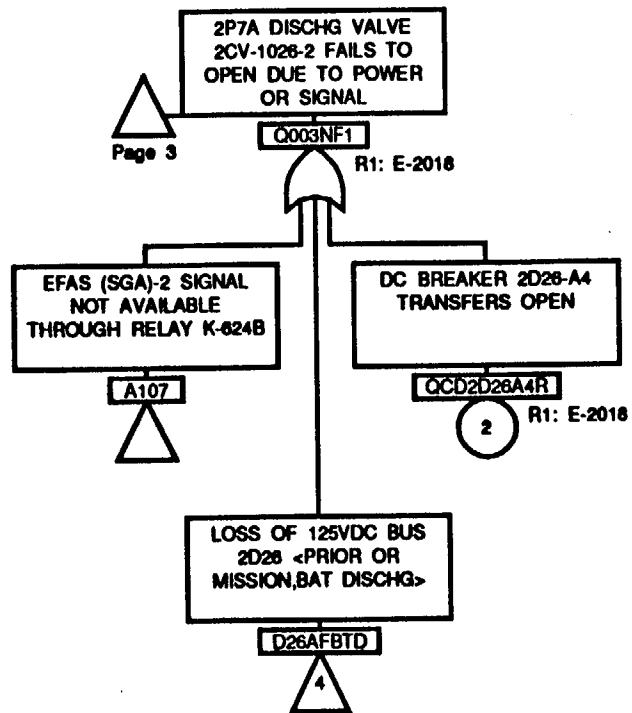 2P7A DISCHG VALVE
2CV-1026-2 FAILS TO
OPEN DUE TO POWER
OR SIGNAL
Page 3
Q003NF1
R1: E-2018
EFAS (SGA)-2 SIGNAL
NOT AVAILABLE
THROUGH RELAY K-624B
A107
DC BREAKER 2D26-A4
TRANSFERS OPEN
QCD2D26A4R
2
R1: E-2018
LOSS OF 125VDC BUS
2D26 <PRIOR OR
MISSION,BAT DISCHG>
D26AFBTD
4